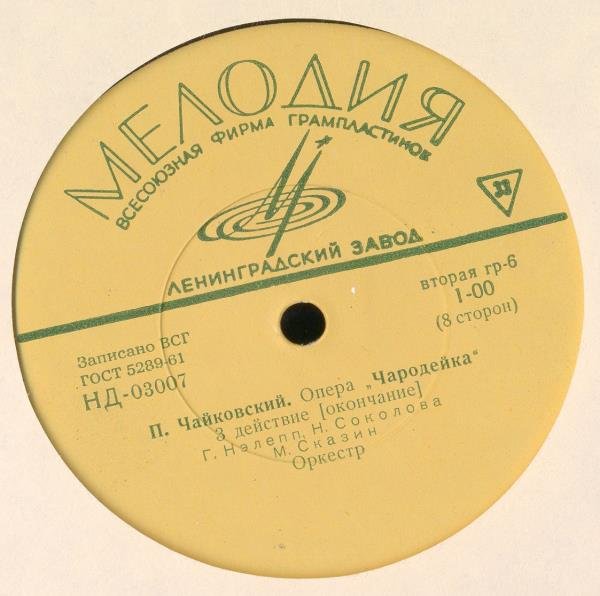 МЕЛОДИЯ
ВСЕСОЮЗНАЯ ФИРМА ГРАМПЛАСТИНОК
33
ЛЕНИНГРАДСКИЙ ЗАВОД
вторая гр-6
1-00
(8 сторон)
Записано ВСГ
ГОСТ 5289-61
НД-03007
П. Чайковский. Опера „Чародейка“
3 действие [окончание]
Г. Нэлепп, Н. Соколова
М. Сказин
Оркестр